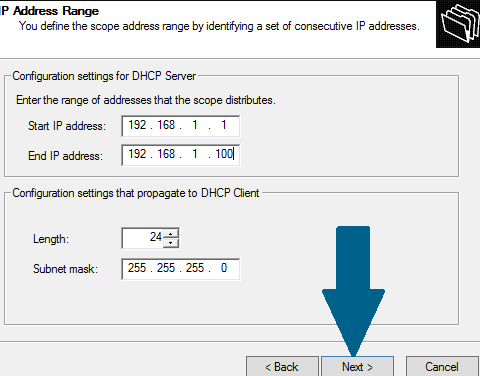 IP Address Range
You define the scope address range by identifying a set of consecutive IP addresses.
Configuration settings for DHCP Server
Enter the range of addresses that the scope distributes.
Start IP address: 192 . 168 . 1 . 1
End IP address: 192 . 168 . 1 . 100
Configuration settings that propagate to DHCP Client
Length: 24
Subnet mask: 255 . 255 . 255 . 0
< Back Next > Cancel